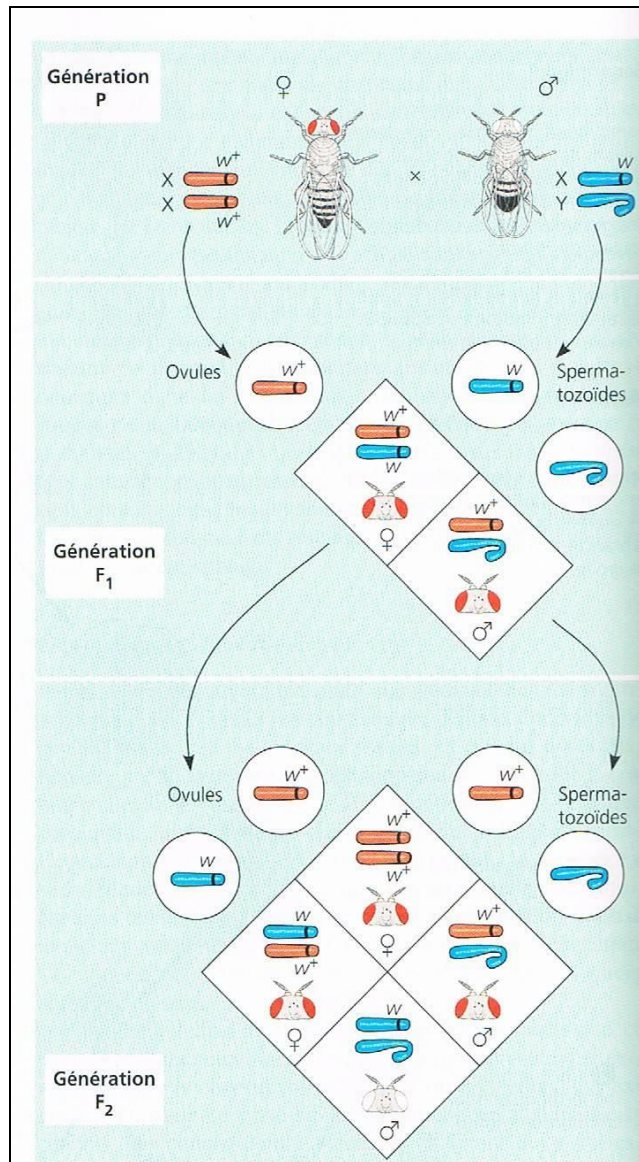 Génération
P
♀
♂
×
w+
X
X
w+
w
X
Y
Ovules
w+
w
Sperma-
tozoïdes
w+
w
♀
w+
♂
Génération
F1
Ovules
w+
w
w+
Sperma-
tozoïdes
w+
w+
♀
w
w+
♀
w+
♂
w
♂
Génération
F2